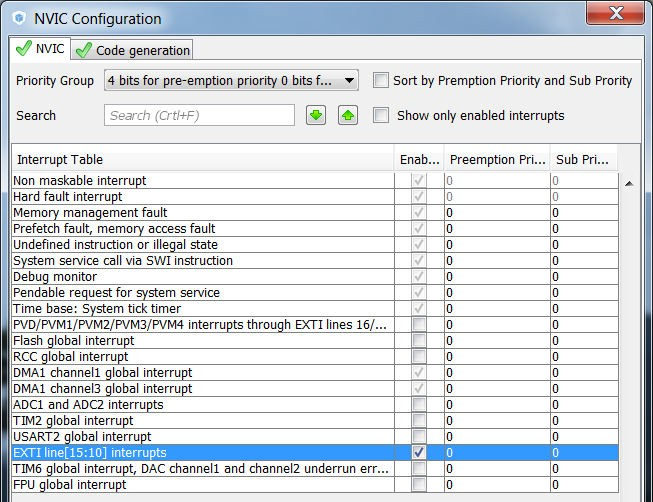 NVIC Configuration
NVIC Code generation
Priority Group 4 bits for pre-emption priority 0 bits f... Sort by Premption Priority and Sub Prority
Search Search (Crtl+F) Show only enabled interrupts
Interrupt Table Enab... Preemption Pri... Sub Pri...
Non maskable interrupt 0 0
Hard fault interrupt 0 0
Memory management fault 0 0
Prefetch fault, memory access fault 0 0
Undefined instruction or illegal state 0 0
System service call via SWI instruction 0 0
Debug monitor 0 0
Pendable request for system service 0 0
Time base: System tick timer 0 0
PVD/PVM1/PVM2/PVM3/PVM4 interrupts through EXTI lines 16/... 0 0
Flash global interrupt 0 0
RCC global interrupt 0 0
DMA1 channel1 global interrupt 0 0
DMA1 channel3 global interrupt 0 0
ADC1 and ADC2 interrupts 0 0
TIM2 global interrupt 0 0
USART2 global interrupt 0 0
EXTI line[15:10] interrupts 0 0
TIM6 global interrupt, DAC channel1 and channel2 underrun err... 0 0
FPU global interrupt 0 0